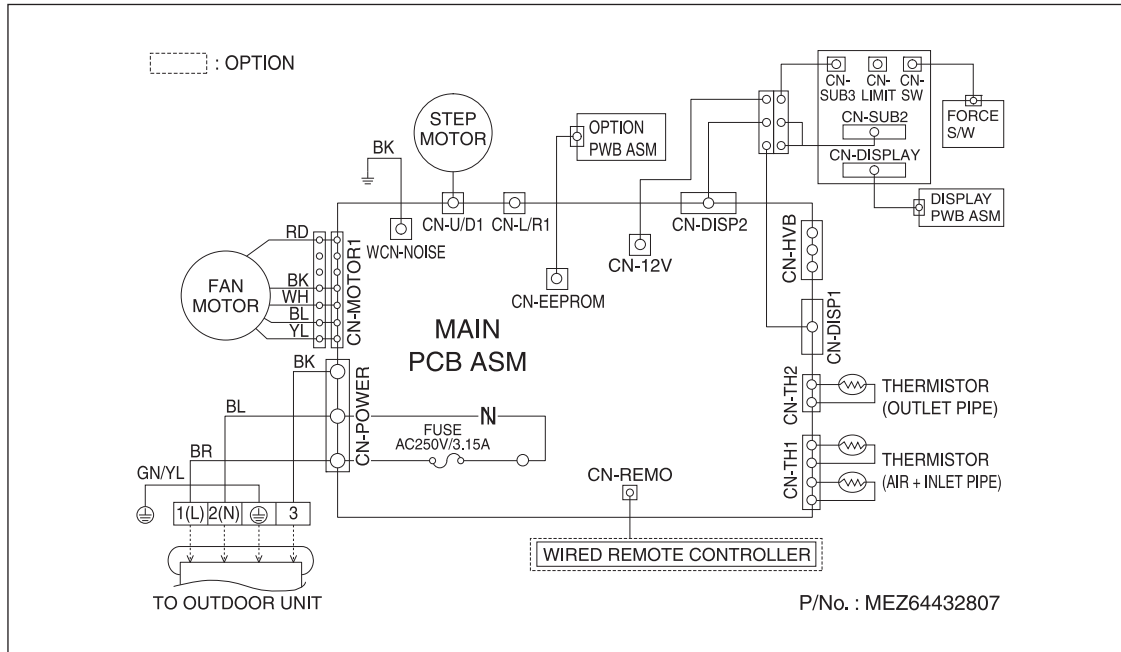 : OPTION
STEP
MOTOR
BK
OPTION
PWB ASM
CN-
SUB3
CN-
LIMIT
CN-
SW
CN-SUB2
CN-DISPLAY
FORCE
S/W
DISPLAY
PWB ASM
WCN-NOISE
CN-U/D1
CN-L/R1
CN-EEPROM
CN-12V
CN-DISP2
CN-HVB
CN-DISP1
RD
BK
WH
BL
YL
FAN
MOTOR
CN-MOTOR1
MAIN
PCB ASM
CN-TH2
THERMISTOR
(OUTLET PIPE)
CN-TH1
THERMISTOR
(AIR + INLET PIPE)
BK
BL
BR
GN/YL
CN-POWER
N
FUSE
AC250V/3.15A
CN-REMO
WIRED REMOTE CONTROLLER
1(L) 2(N) 3
TO OUTDOOR UNIT
P/No. : MEZ64432807